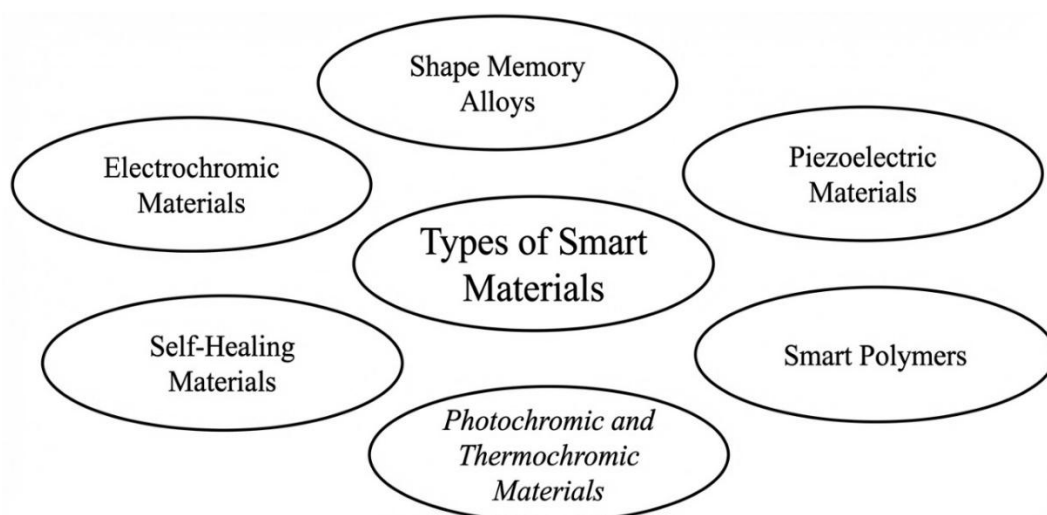 Shape Memory
Alloys
Electrochromic
Materials
Piezoelectric
Materials
Types of Smart
Materials
Self-Healing
Materials
Smart Polymers
Photochromic and
Thermochromic
Materials